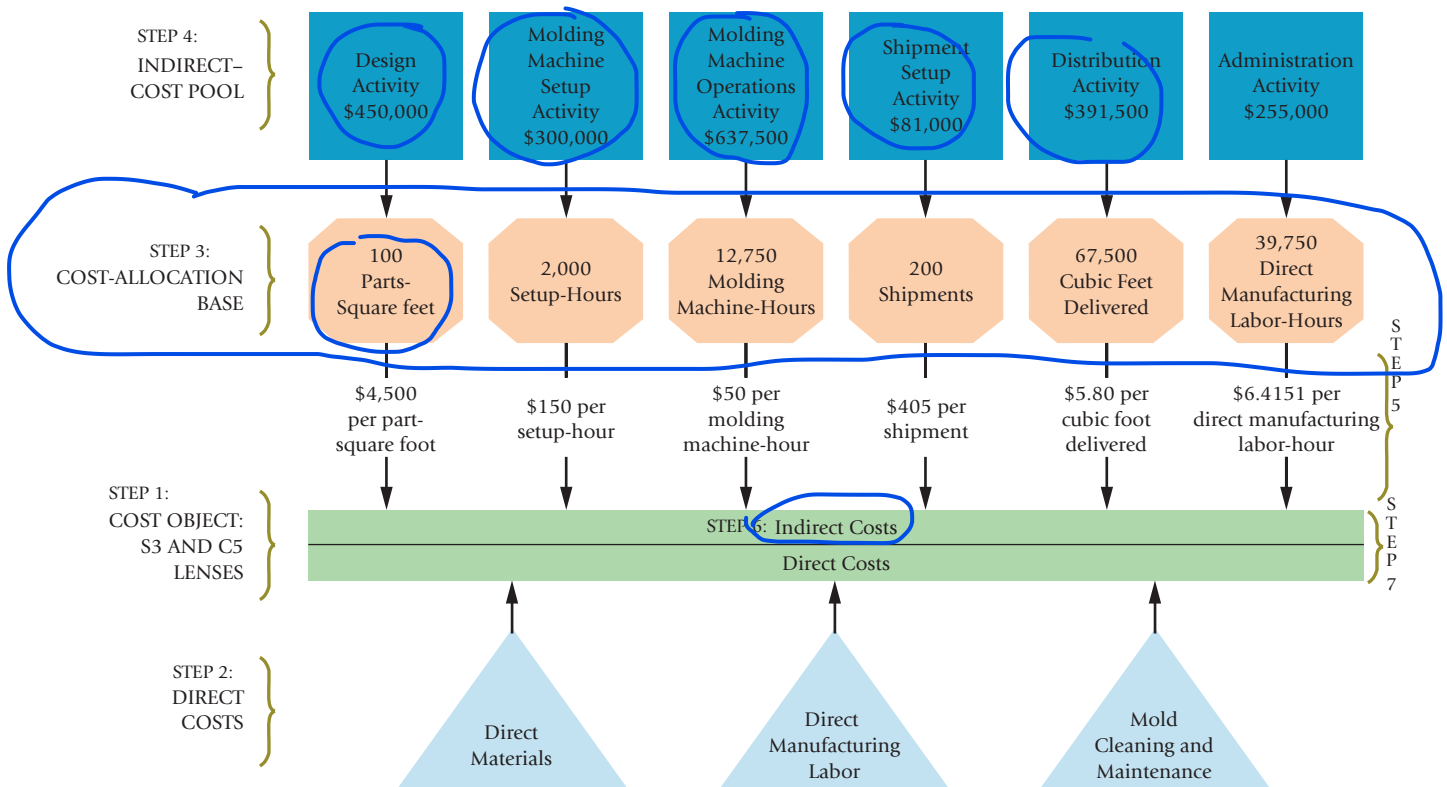 STEP 4:
INDIRECT–
COST POOL
Design
Activity
$450,000
Molding
Machine
Setup
Activity
$300,000
Molding
Machine
Operations
Activity
$637,500
Shipment
Setup
Activity
$81,000
Distribution
Activity
$391,500
Administration
Activity
$255,000
STEP 3:
COST-ALLOCATION
BASE
100
Parts-
Square feet
2,000
Setup-Hours
12,750
Molding
Machine-Hours
200
Shipments
67,500
Cubic Feet
Delivered
39,750
Direct
Manufacturing
Labor-Hours
$4,500
per part-
square foot
$150 per
setup-hour
$50 per
molding
machine-hour
$405 per
shipment
$5.80 per
cubic foot
delivered
$6.4151 per
direct manufacturing
labor-hour
STEP 5
STEP 1:
COST OBJECT:
S3 AND C5
LENSES
STEP 6: Indirect Costs
Direct Costs
STEP 7
STEP 2:
DIRECT
COSTS
Direct
Materials
Direct
Manufacturing
Labor
Mold
Cleaning and
Maintenance